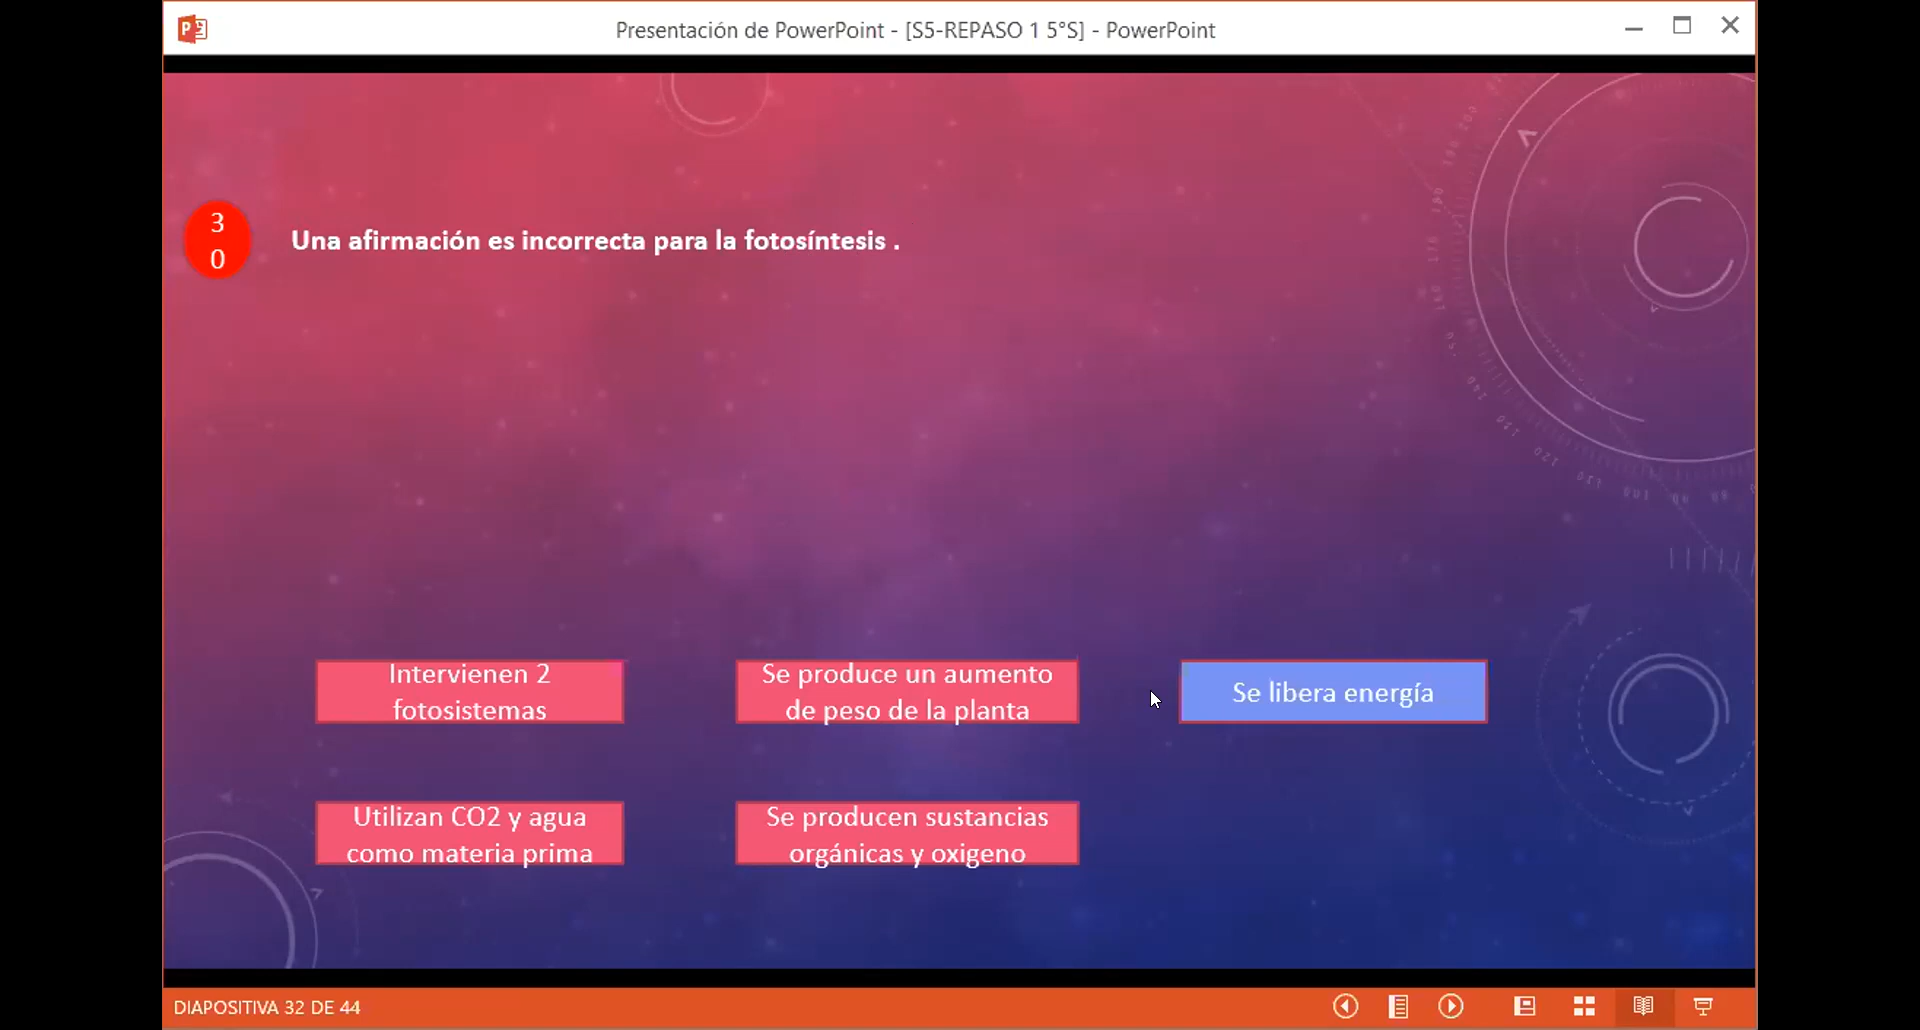 Presentación de PowerPoint - [S5-REPASO 1 5°S] - PowerPoint
3
0
Una afirmación es incorrecta para la fotosíntesis .
Intervienen 2
fotosistemas
Se produce un aumento
de peso de la planta
Se libera energía
Utilizan CO2 y agua
como materia prima
Se producen sustancias
orgánicas y oxigeno
DIAPOSITIVA 32 DE 44